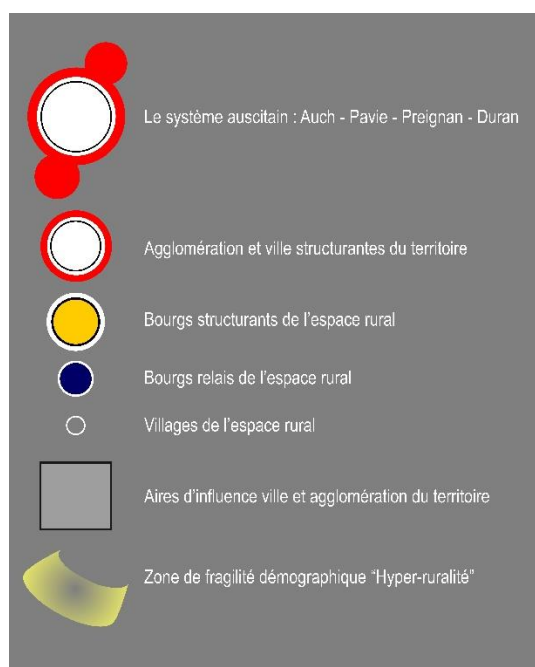 Le système auscitain : Auch - Pavie - Preignan - Duran
Agglomération et ville structurantes du territoire
Bourgs structurants de l'espace rural
Bourgs relais de l'espace rural
Villages de l'espace rural
Aires d'influence ville et agglomération du territoire
Zone de fragilité démographique "Hyper-ruralité"